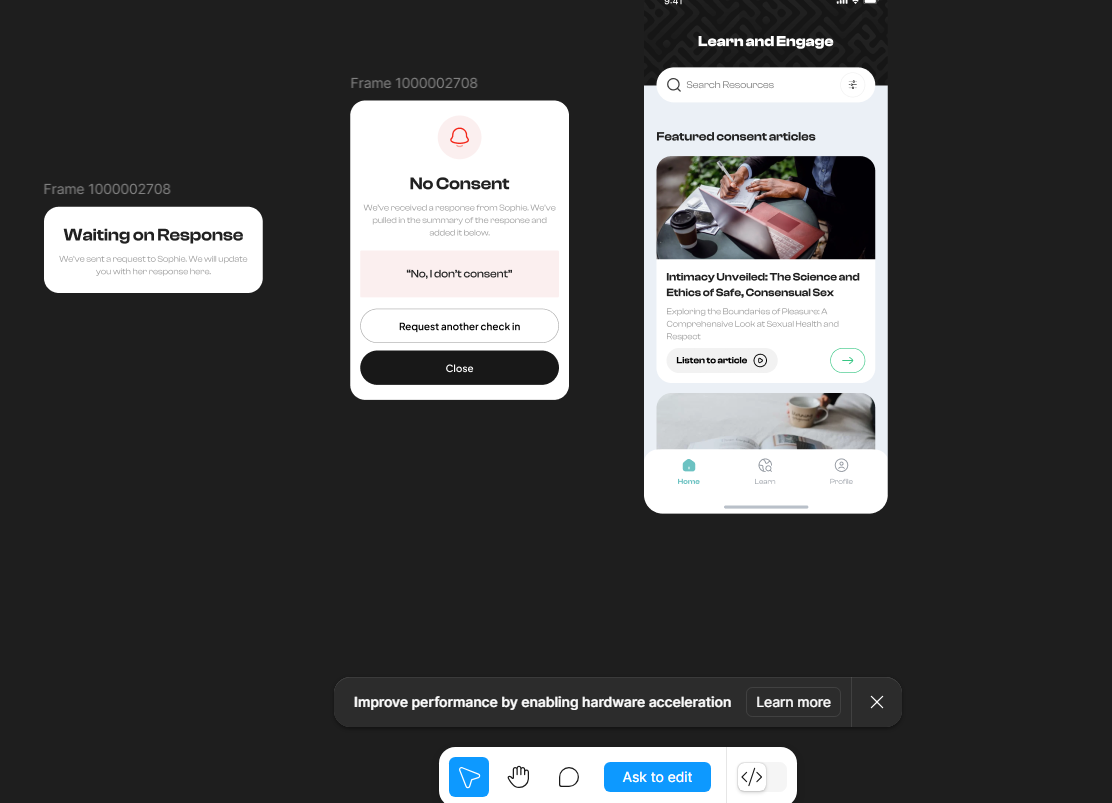 9:41
Learn and Engage
Frame 1000002708
Search Resources
Featured consent articles
No Consent
Frame 1000002708
We've received a response from Sophie. We've
pulled in the summary of the response and
added it below.
Waiting on Response
We've sent a request to Sophie. We will update
you with her response here.
"No, I don't consent"
Intimacy Unveiled: The Science and
Ethics of Safe, Consensual Sex
Exploring the Boundaries of Pleasure: A
Comprehensive Look at Sexual Health and
Respect
Request another check in
Listen to article
Close
Home
Learn
Profile
Improve performance by enabling hardware acceleration
Learn more
Ask to edit